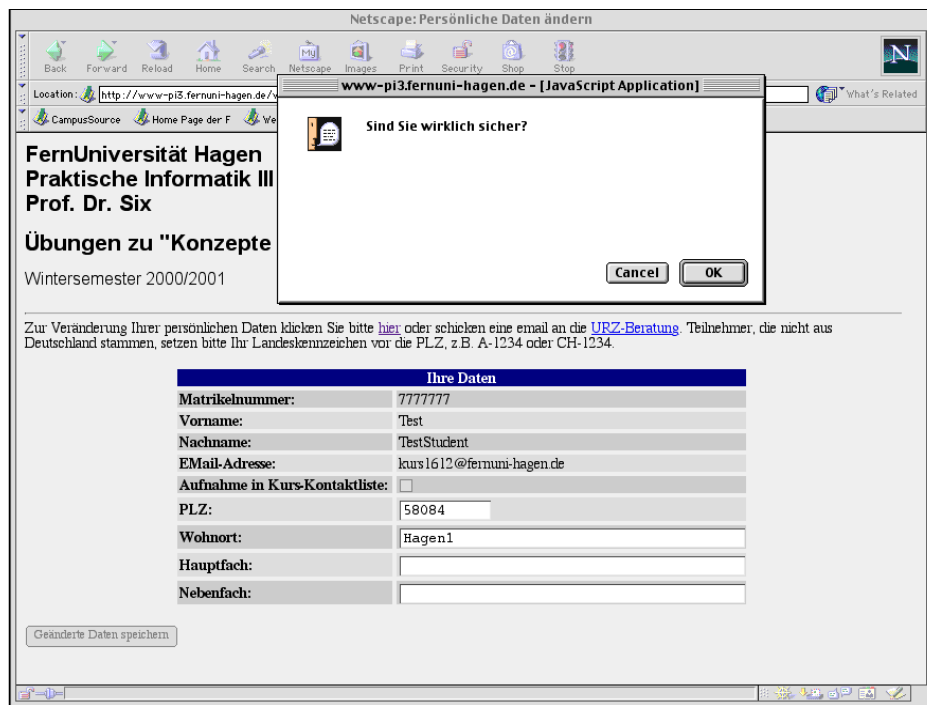 Netscape: Persönliche Daten ändern
Back Forward Reload Home Search Netscape Images Print Security Shop Stop
My
N
www-pi3.fernuni-hagen.de - [JavaScript Application]
Location: http://www-pi3.fernuni-hagen.de/ What's Related
CampusSource Home Page der F We
Sind Sie wirklich sicher?
Cancel OK
FernUniversität Hagen
Praktische Informatik III
Prof. Dr. Six
Übungen zu "Konzepte
Wintersemester 2000/2001
Zur Veränderung Ihrer persönlichen Daten klicken Sie bitte hier oder schicken eine email an die URZ-Beratung. Teilnehmer, die nicht aus
Deutschland stammen, setzen bitte Ihr Landeskennzeichen vor die PLZ, z.B. A-1234 oder CH-1234.
Ihre Daten
Matrikelnummer: 7777777
Vorname: Test
Nachname: TestStudent
EMail-Adresse: kurs1612@fernuni-hagen.de
Aufnahme in Kurs-Kontaktliste:
PLZ: 58084
Wohnort: Hagen1
Hauptfach:
Nebenfach:
Geänderte Daten speichern